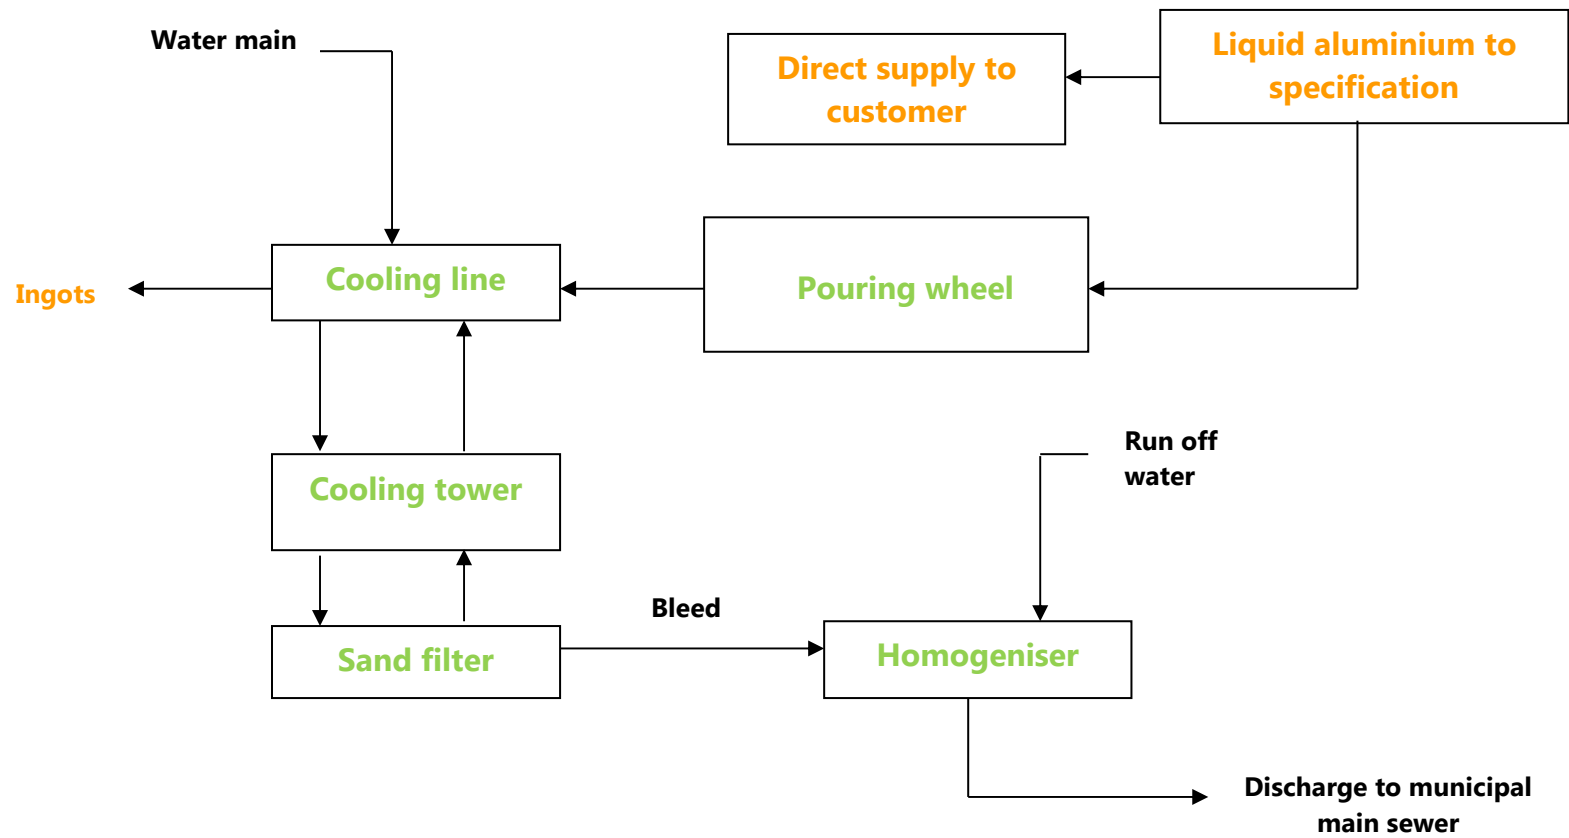 Water main
Direct supply to
customer
Liquid aluminium to
specification
Ingots
Cooling line
Pouring wheel
Cooling tower
Run off
water
Sand filter
Bleed
Homogeniser
Discharge to municipal
main sewer